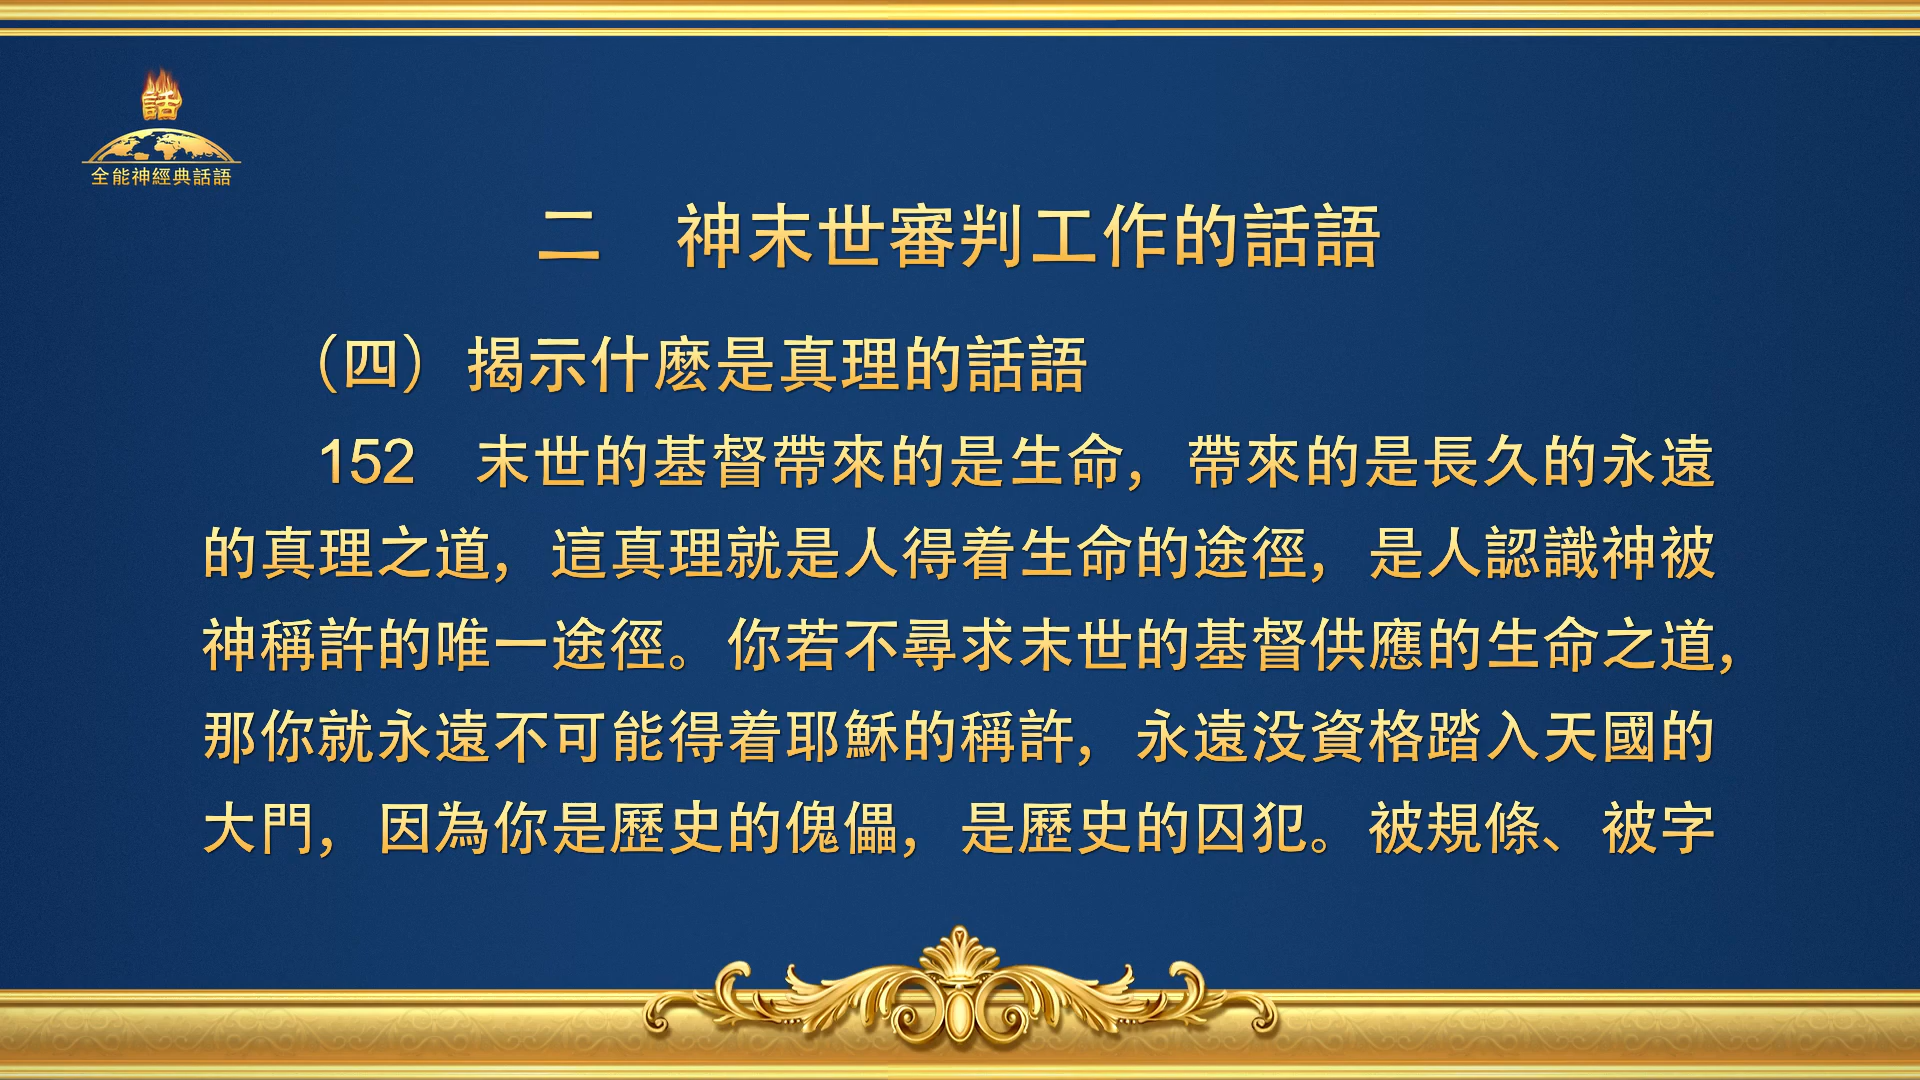 話
全能神經典話語
二　神末世審判工作的話語
（四）揭示什麽是真理的話語
152　末世的基督帶來的是生命，帶來的是長久的永遠
的真理之道，這真理就是人得着生命的途徑，是人認識神被
神稱許的唯一途徑。你若不尋求末世的基督供應的生命之道，
那你就永遠不可能得着耶穌的稱許，永遠没資格踏入天國的
大門，因為你是歷史的傀儡，是歷史的囚犯。被規條、被字